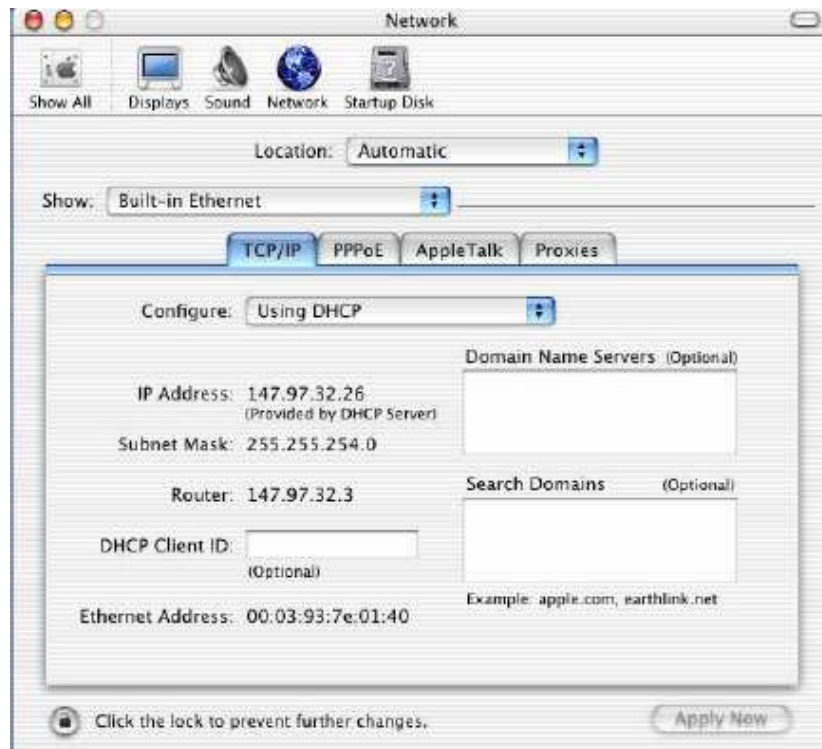 Network
Show All Displays Sound Network Startup Disk
Location: Automatic
Show: Built-in Ethernet
TCP/IP PPPoE AppleTalk Proxies
Configure: Using DHCP
Domain Name Servers (Optional)
IP Address: 147.97.32.26
(Provided by DHCP Server)
Subnet Mask: 255.255.254.0
Router: 147.97.32.3
Search Domains (Optional)
DHCP Client ID:
(Optional)
Example: apple.com, earthlink.net
Ethernet Address: 00:03:93:7e:01:40
Click the lock to prevent further changes.
Apply Now